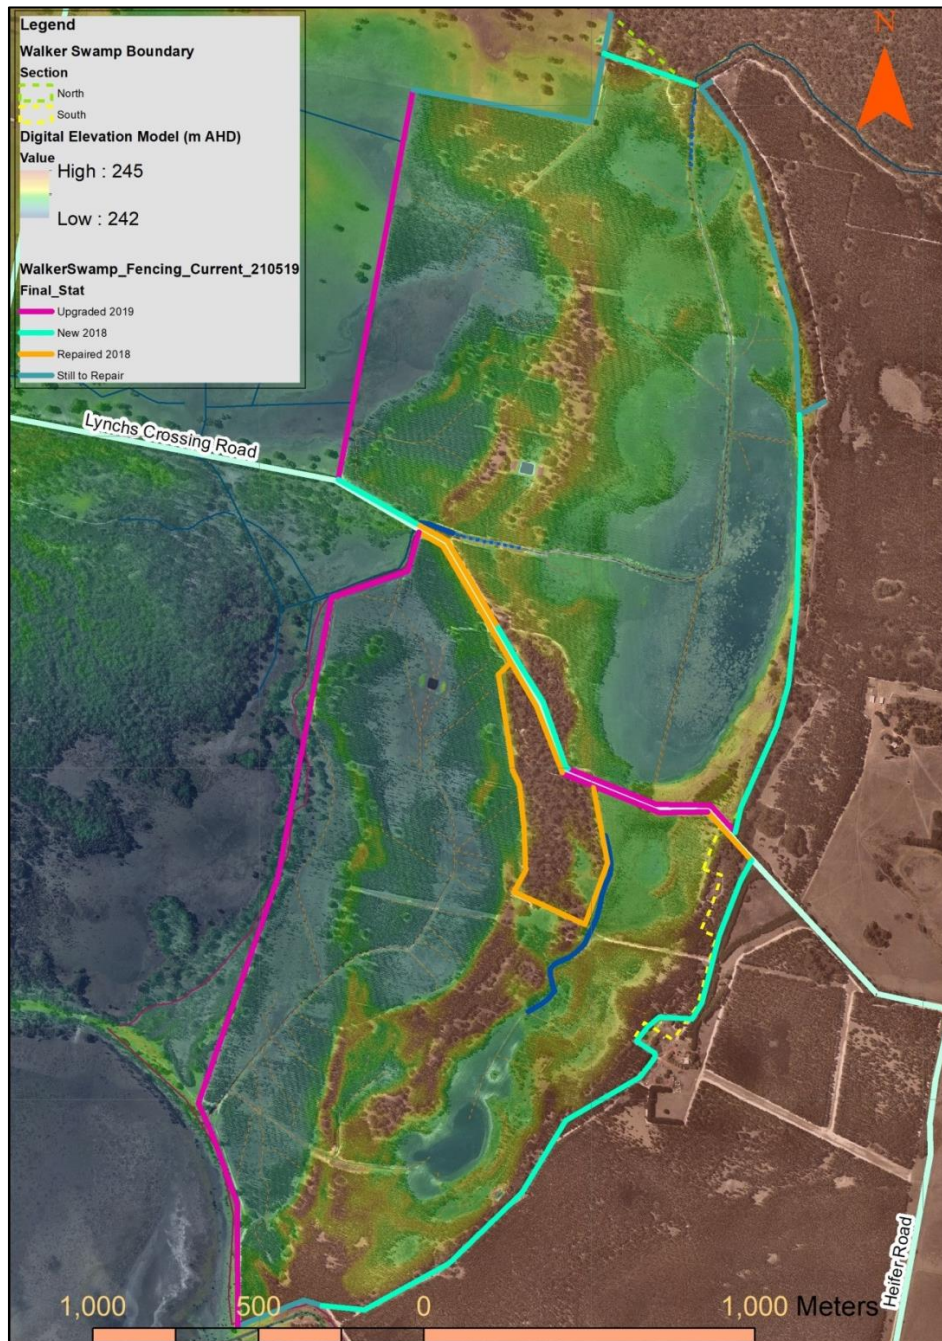 Legend
Walker Swamp Boundary
Section
North
South
Digital Elevation Model (m AHD)
Value
High : 245
Low : 242
WalkerSwamp_Fencing_Current_210519
Final_Stat
Upgraded 2019
New 2018
Repaired 2018
Still to Repair
N
Lynchs Crossing Road
Heifer Road
1,000 500 0 1,000 Meters